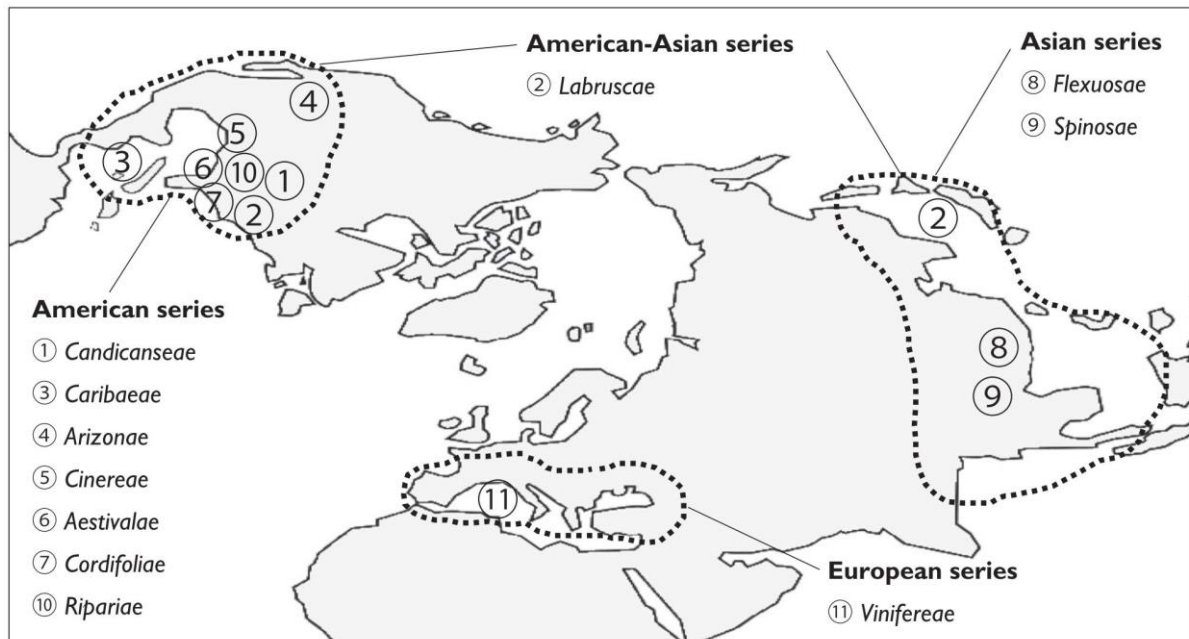 American-Asian series
② Labruscae
Asian series
⑧ Flexuosae
⑨ Spinosae
④
⑤
③
⑥
⑩
①
⑦
②
②
American series
① Candicanseae
③ Caribaeae
④ Arizonae
⑤ Cinereae
⑥ Aestivalae
⑦ Cordifoliae
⑩ Ripariae
⑧
⑨
⑪
European series
⑪ Vinifereae